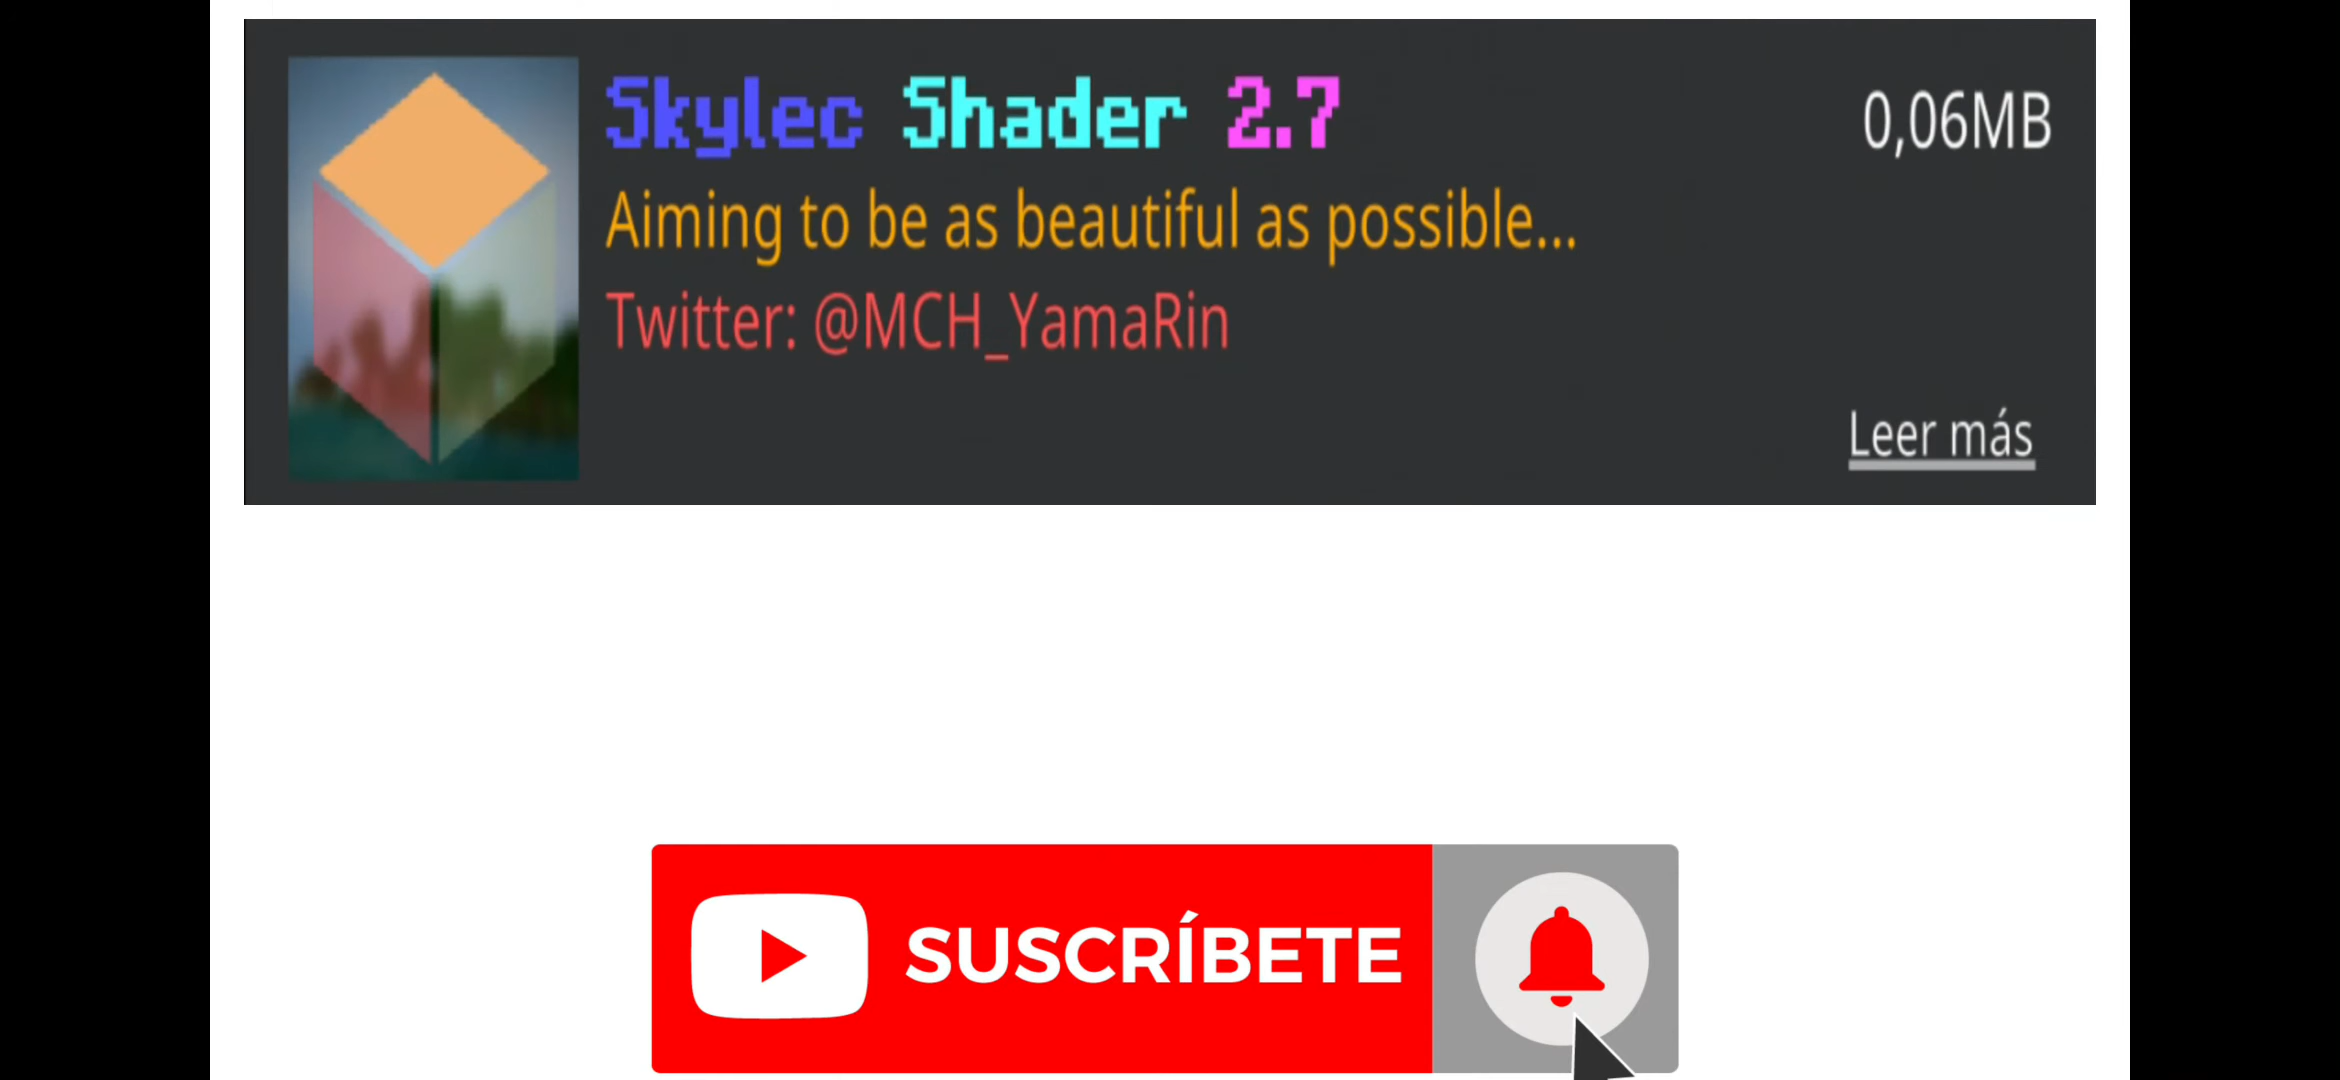 Skylec Shader 2.7
0,06MB
Aiming to be as beautiful as possible...
Twitter: @MCH_YamaRin
Leer más
SUSCRÍBETE